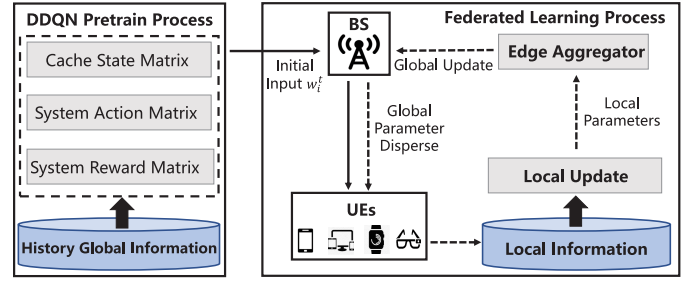 DDQN Pretrain Process
Cache State Matrix
System Action Matrix
System Reward Matrix
History Global Information
Federated Learning Process
BS
Initial
Input $w_i^t$
Global Update
Edge Aggregator
Global
Parameter
Disperse
Local
Parameters
Local Update
UEs
Local Information